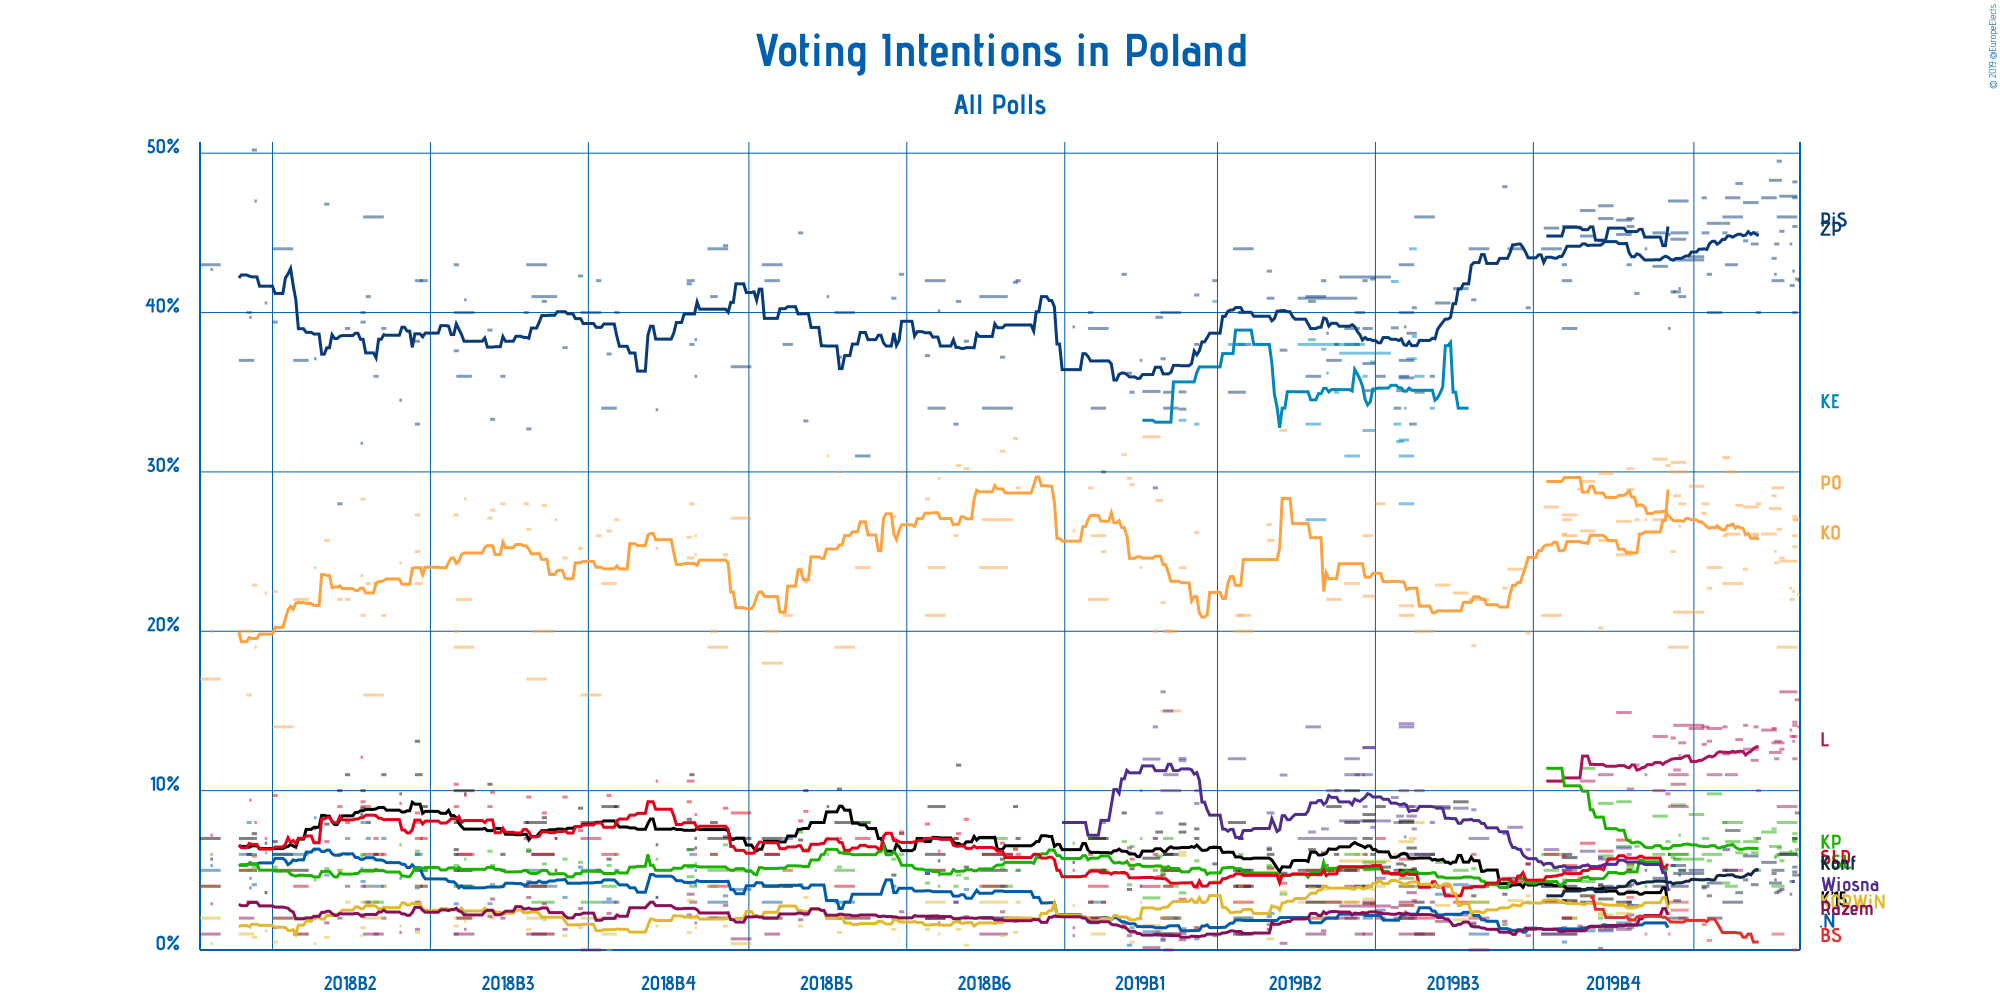 © 2019 @EuropeElects
Voting Intentions in Poland
All Polls
50%
40%
30%
20%
10%
0%
PiS
ZP
KE
PO
KO
L
KP
SLD
Konf
Wiosna
K'15
KORWiN
Razem
.N
BS
2018B2
2018B3
2018B4
2018B5
2018B6
2019B1
2019B2
2019B3
2019B4